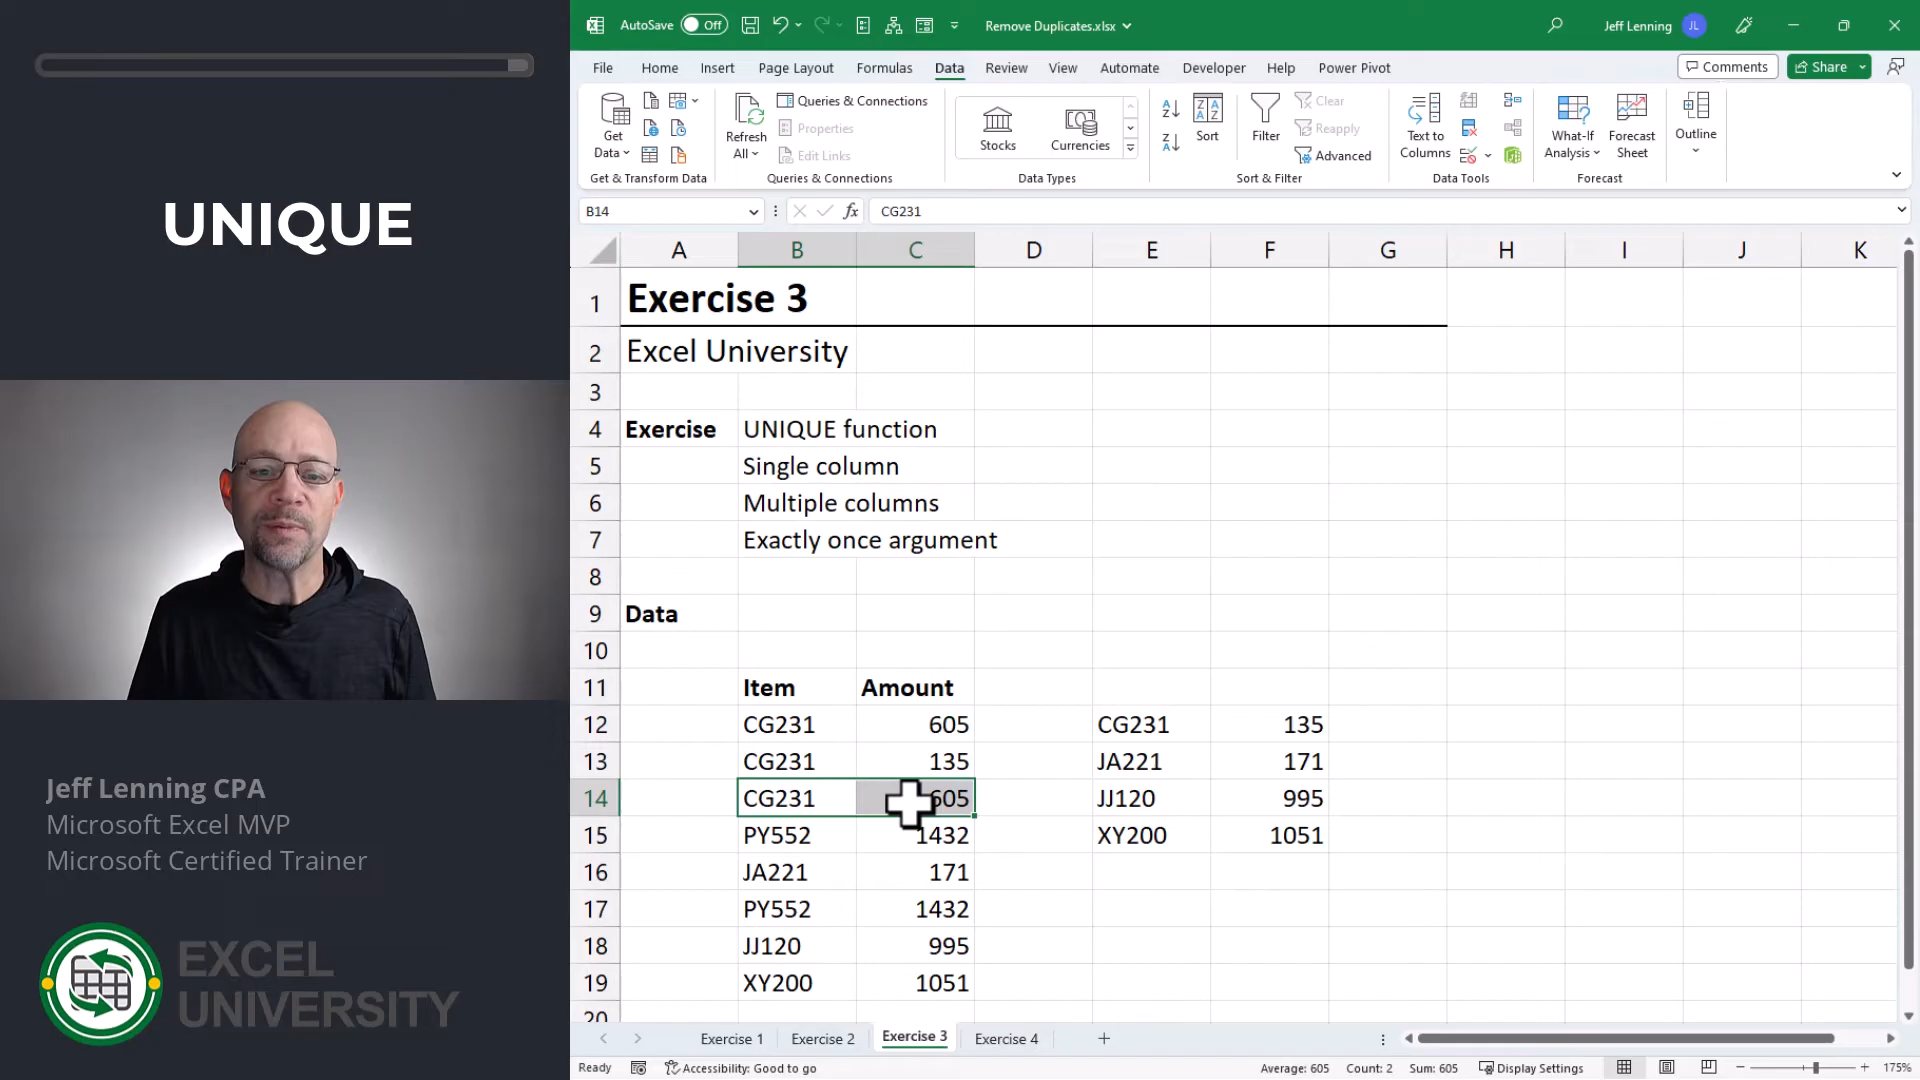 UNIQUE
Jeff Lenning CPA
Microsoft Excel MVP
Microsoft Certified Trainer
EXCEL
UNIVERSITY
AutoSave Off Remove Duplicates.xlsx Jeff Lenning JL
File Home Insert Page Layout Formulas Data Review View Automate Developer Help Power Pivot Comments Share
Get
Data
Get & Transform Data
Refresh
All
Queries & Connections
Properties
Edit Links
Queries & Connections
Stocks Currencies
Data Types
Sort
Filter
Clear
Reapply
Advanced
Sort & Filter
Text to
Columns
Data Tools
What-If
Analysis
Forecast
Sheet
Forecast
Outline
B14 fx CG231
A B C D E F G H I J K
1 Exercise 3
2 Excel University
3
4 Exercise UNIQUE function
5 Single column
6 Multiple columns
7 Exactly once argument
8
9 Data
10
11 Item Amount
12 CG231 605 CG231 135
13 CG231 135 JA221 171
14 CG231 605 JJ120 995
15 PY552 1432 XY200 1051
16 JA221 171
17 PY552 1432
18 JJ120 995
19 XY200 1051
20
Exercise 1 Exercise 2 Exercise 3 Exercise 4
Ready Accessibility: Good to go Average: 605 Count: 2 Sum: 605 Display Settings 175%